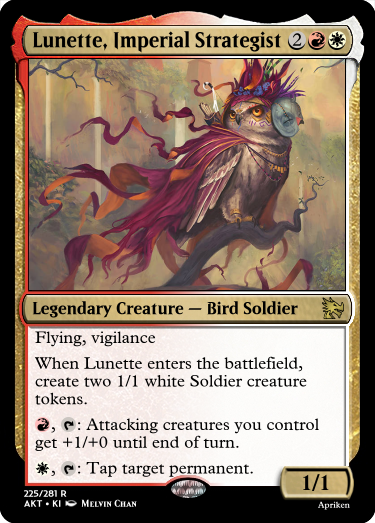 Lunette, Imperial Strategist 2
Legendary Creature — Bird Soldier
Flying, vigilance
When Lunette enters the battlefield,
create two 1/1 white Soldier creature
tokens.
, : Attacking creatures you control
get +1/+0 until end of turn.
, : Tap target permanent.
1/1
225/281 R
AKT • KI Melvin Chan
Apriken